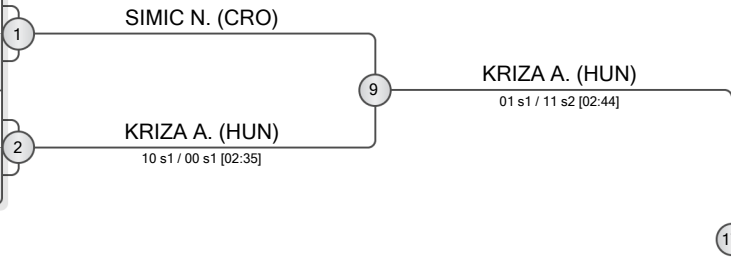 SIMIC N. (CRO)
1
KRIZA A. (HUN)
9
01 s1 / 11 s2 [02:44]
KRIZA A. (HUN)
2
10 s1 / 00 s1 [02:35]